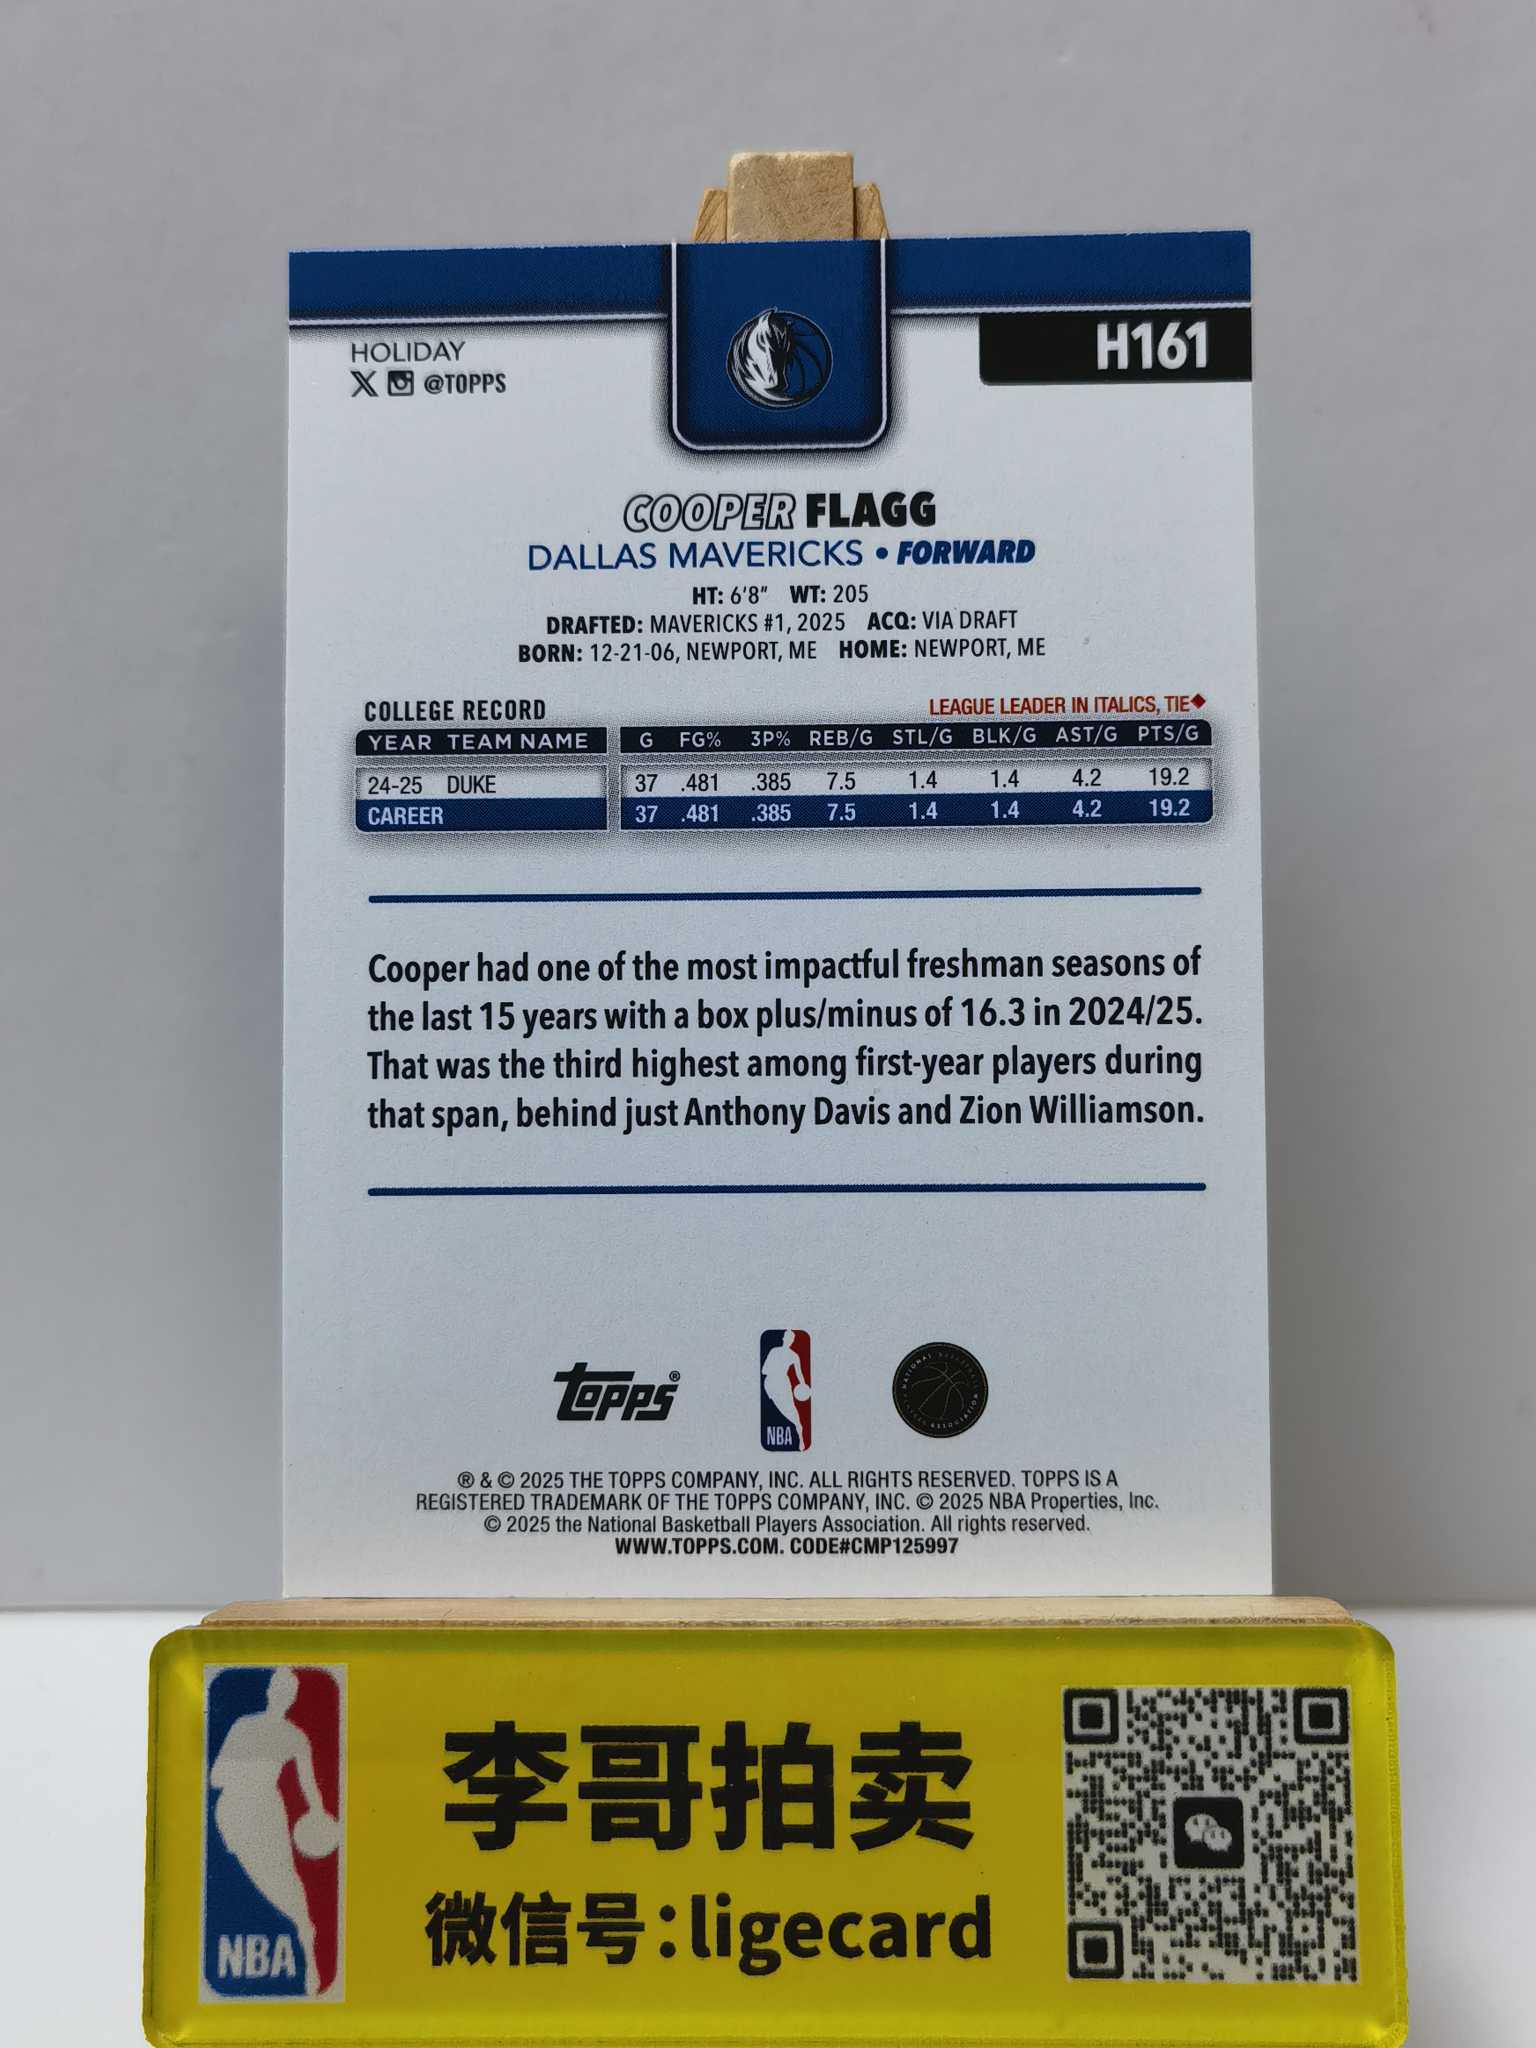 HOLIDAY
@TOPPS
H161
COOPER FLAGG
DALLAS MAVERICKS • FORWARD
HT: 6'8" WT: 205
DRAFTED: MAVERICKS #1, 2025 ACQ: VIA DRAFT
BORN: 12-21-06, NEWPORT, ME HOME: NEWPORT, ME
COLLEGE RECORD
LEAGUE LEADER IN ITALICS, TIE◆
YEAR TEAM NAME G FG% 3P% REB/G STL/G BLK/G AST/G PTS/G
24-25 DUKE 37 .481 .385 7.5 1.4 1.4 4.2 19.2
CAREER 37 .481 .385 7.5 1.4 1.4 4.2 19.2
Cooper had one of the most impactful freshman seasons of
the last 15 years with a box plus/minus of 16.3 in 2024/25.
That was the third highest among first-year players during
that span, behind just Anthony Davis and Zion Williamson.
topps®
NBA
NATIONAL BASKETBALL PLAYERS ASSOCIATION
® & © 2025 THE TOPPS COMPANY, INC. ALL RIGHTS RESERVED. TOPPS IS A
REGISTERED TRADEMARK OF THE TOPPS COMPANY, INC. © 2025 NBA Properties, Inc.
© 2025 the National Basketball Players Association. All rights reserved.
WWW.TOPPS.COM. CODE#CMP125997
李哥拍卖
微信号:ligecard
NBA